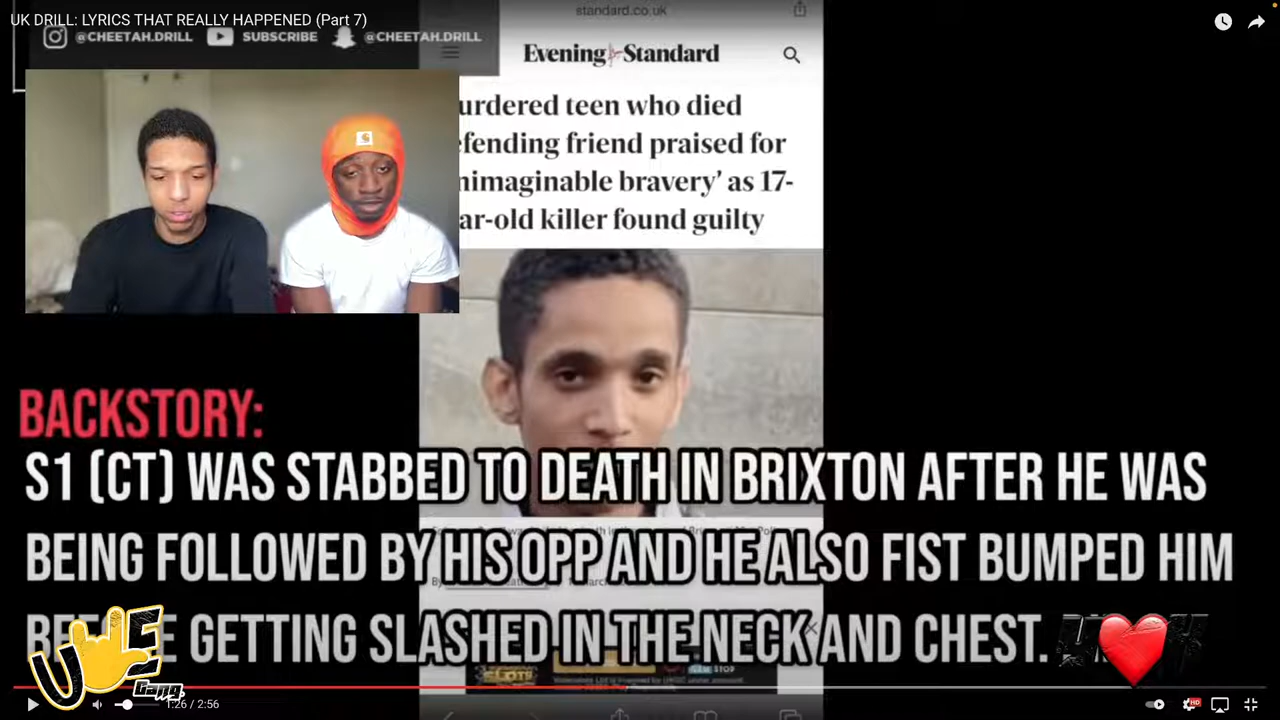 UK DRILL: LYRICS THAT REALLY HAPPENED (Part 7)
@CHEETAH.DRILL SUBSCRIBE @CHEETAH.DRILL
standard.co.uk
Evening Standard
urdered teen who died
efending friend praised for
nimaginable bravery' as 17-
ar-old killer found guilty
BACKSTORY:
S1 (CT) WAS STABBED TO DEATH IN BRIXTON AFTER HE WAS
BEING FOLLOWED BY HIS OPP AND HE ALSO FIST BUMPED HIM
GETTING SLASHED IN THE NECK AND CHEST.
UWE
Gang
1:26 / 2:56
HD